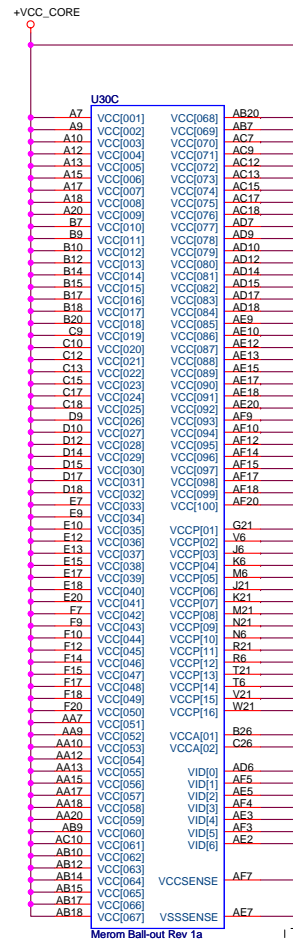 +VCC_CORE
U30C
A7 VCC[001] VCC[068] AB20
A9 VCC[002] VCC[069] AB7
A10 VCC[003] VCC[070] AC7
A12 VCC[004] VCC[071] AC9
A13 VCC[005] VCC[072] AC12
A15 VCC[006] VCC[073] AC13
A17 VCC[007] VCC[074] AC15
A18 VCC[008] VCC[075] AC17
A20 VCC[009] VCC[076] AC18
B7 VCC[010] VCC[077] AD7
B9 VCC[011] VCC[078] AD9
B10 VCC[012] VCC[079] AD10
B12 VCC[013] VCC[080] AD12
B14 VCC[014] VCC[081] AD14
B15 VCC[015] VCC[082] AD15
B17 VCC[016] VCC[083] AD17
B18 VCC[017] VCC[084] AD18
B20 VCC[018] VCC[085] AE9
C9 VCC[019] VCC[086] AE10
C10 VCC[020] VCC[087] AE12
C12 VCC[021] VCC[088] AE13
C13 VCC[022] VCC[089] AE15
C15 VCC[023] VCC[090] AE17
C17 VCC[024] VCC[091] AE18
C18 VCC[025] VCC[092] AE20
D9 VCC[026] VCC[093] AF9
D10 VCC[027] VCC[094] AF10
D12 VCC[028] VCC[095] AF12
D14 VCC[029] VCC[096] AF14
D15 VCC[030] VCC[097] AF15
D17 VCC[031] VCC[098] AF17
D18 VCC[032] VCC[099] AF18
E7 VCC[033] VCC[100] AF20
E9 VCC[034]
E10 VCC[035] VCCP[01] G21
E12 VCC[036] VCCP[02] V6
E13 VCC[037] VCCP[03] J6
E15 VCC[038] VCCP[04] K6
E17 VCC[039] VCCP[05] M6
E18 VCC[040] VCCP[06] J21
E20 VCC[041] VCCP[07] K21
F7 VCC[042] VCCP[08] M21
F9 VCC[043] VCCP[09] N21
F10 VCC[044] VCCP[10] N6
F12 VCC[045] VCCP[11] R21
F14 VCC[046] VCCP[12] R6
F15 VCC[047] VCCP[13] T21
F17 VCC[048] VCCP[14] T6
F18 VCC[049] VCCP[15] V21
F20 VCC[050] VCCP[16] W21
AA7 VCC[051]
AA9 VCC[052] VCCA[01] B26
AA10 VCC[053] VCCA[02] C26
AA12 VCC[054]
AA13 VCC[055] VID[0] AD6
AA15 VCC[056] VID[1] AF5
AA17 VCC[057] VID[2] AE5
AA18 VCC[058] VID[3] AF4
AA20 VCC[059] VID[4] AE3
AB9 VCC[060] VID[5] AF3
AC10 VCC[061] VID[6] AE2
AB10 VCC[062]
AB12 VCC[063]
AB14 VCC[064] VCCSENSE AF7
AB15 VCC[065]
AB17 VCC[066]
AB18 VCC[067] VSSSENSE AE7
Merom Ball-out Rev 1a